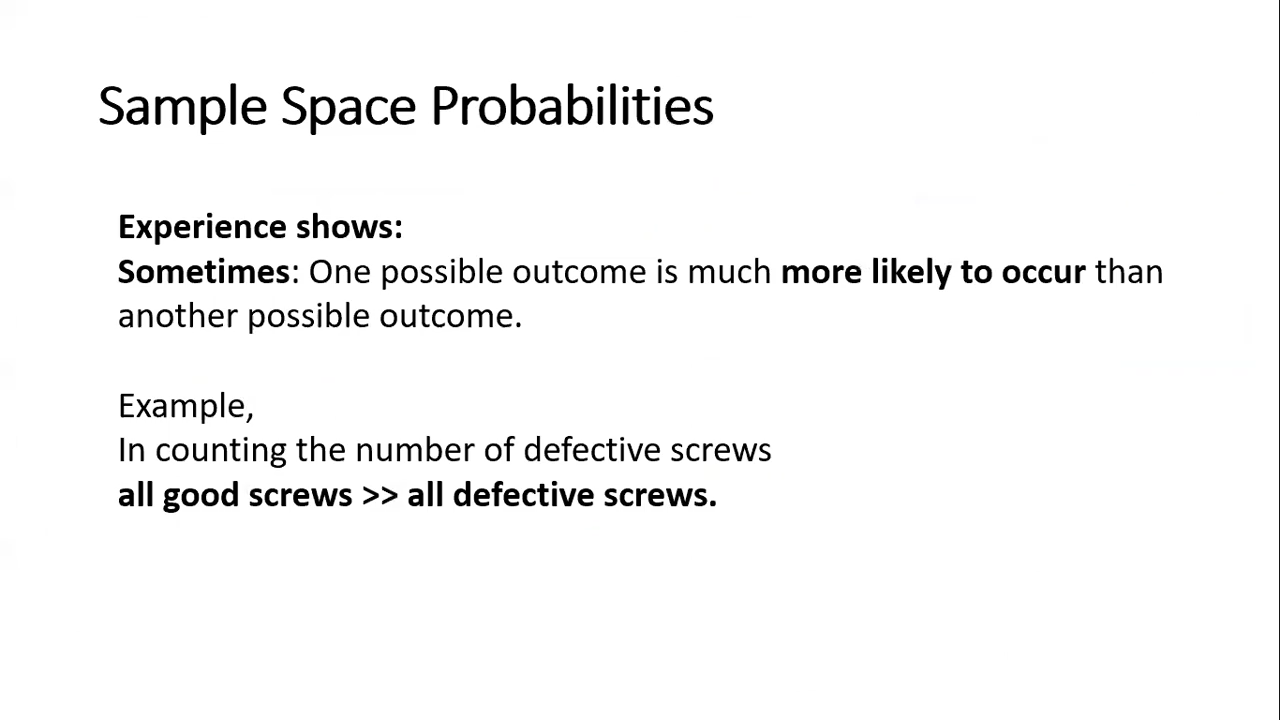 Sample Space Probabilities
Experience shows:
Sometimes: One possible outcome is much more likely to occur than
another possible outcome.
Example,
In counting the number of defective screws
all good screws >> all defective screws.